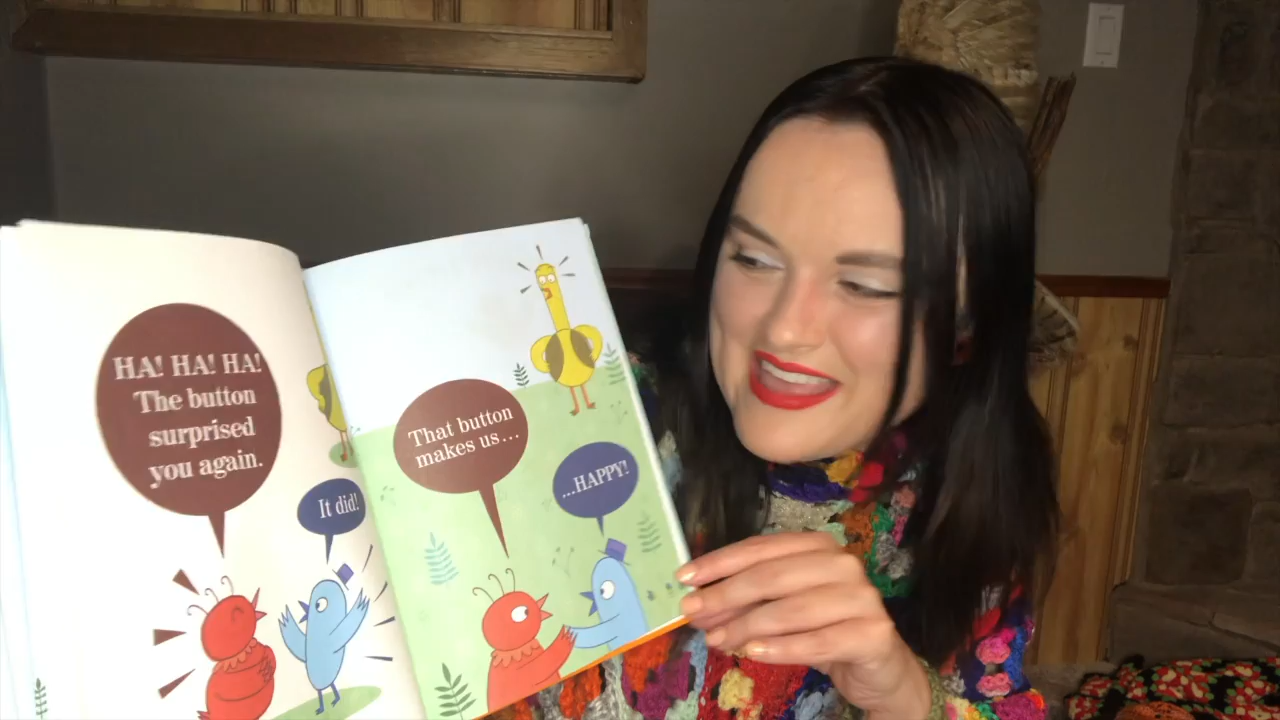 HA! HA! HA!
The button
surprised
you again.
It did!
That button
makes us...
...HAPPY!